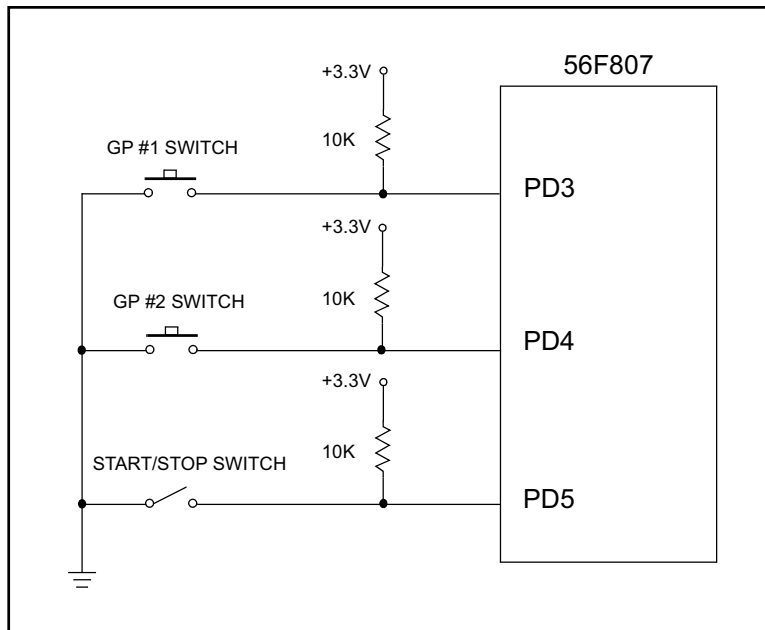 56F807
+3.3V
10K
GP #1 SWITCH
PD3
+3.3V
10K
GP #2 SWITCH
PD4
+3.3V
10K
START/STOP SWITCH
PD5